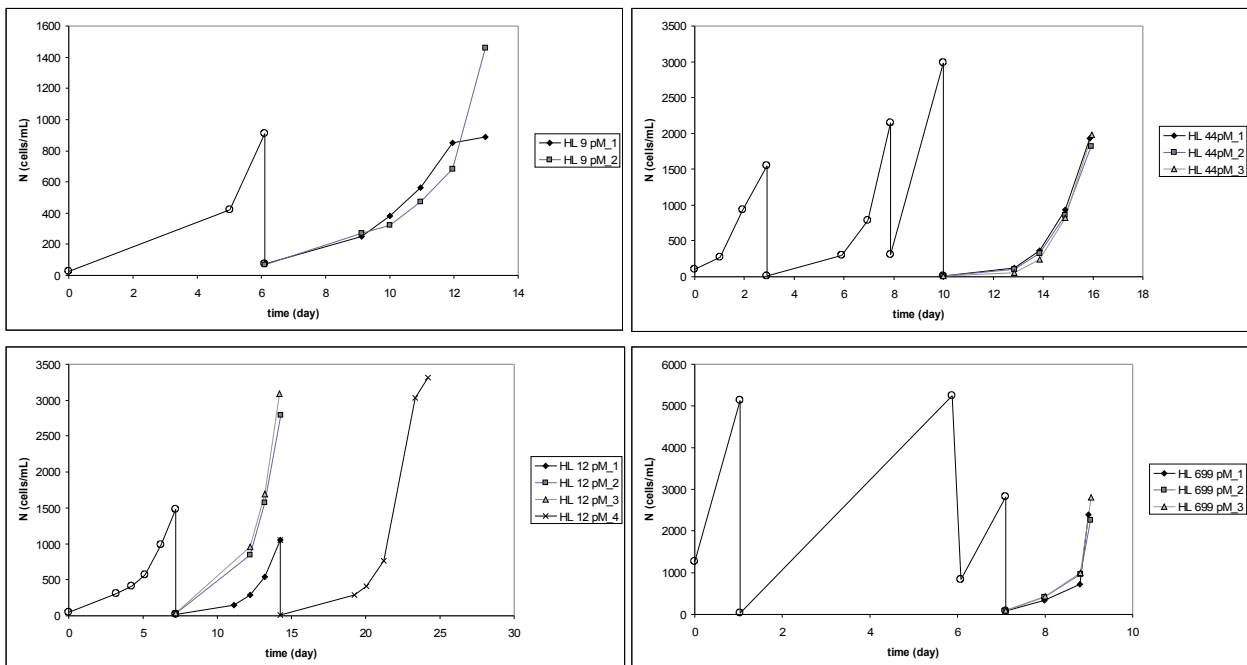 1600
1400
1200
1000
800
600
400
200
0
N (cells/mL)
0 2 4 6 8 10 12 14
time (day)
HL 9 pM_1
HL 9 pM_2
3500
3000
2500
2000
1500
1000
500
0
N (cells/mL)
0 2 4 6 8 10 12 14 16 18
time (day)
HL 44pM_1
HL 44pM_2
HL 44pM_3
3500
3000
2500
2000
1500
1000
500
0
N (cells/mL)
0 5 10 15 20 25 30
time (day)
HL 12 pM_1
HL 12 pM_2
HL 12 pM_3
HL 12 pM_4
6000
5000
4000
3000
2000
1000
0
N (cells/mL)
0 2 4 6 8 10
time (day)
HL 699 pM_1
HL 699 pM_2
HL 699 pM_3